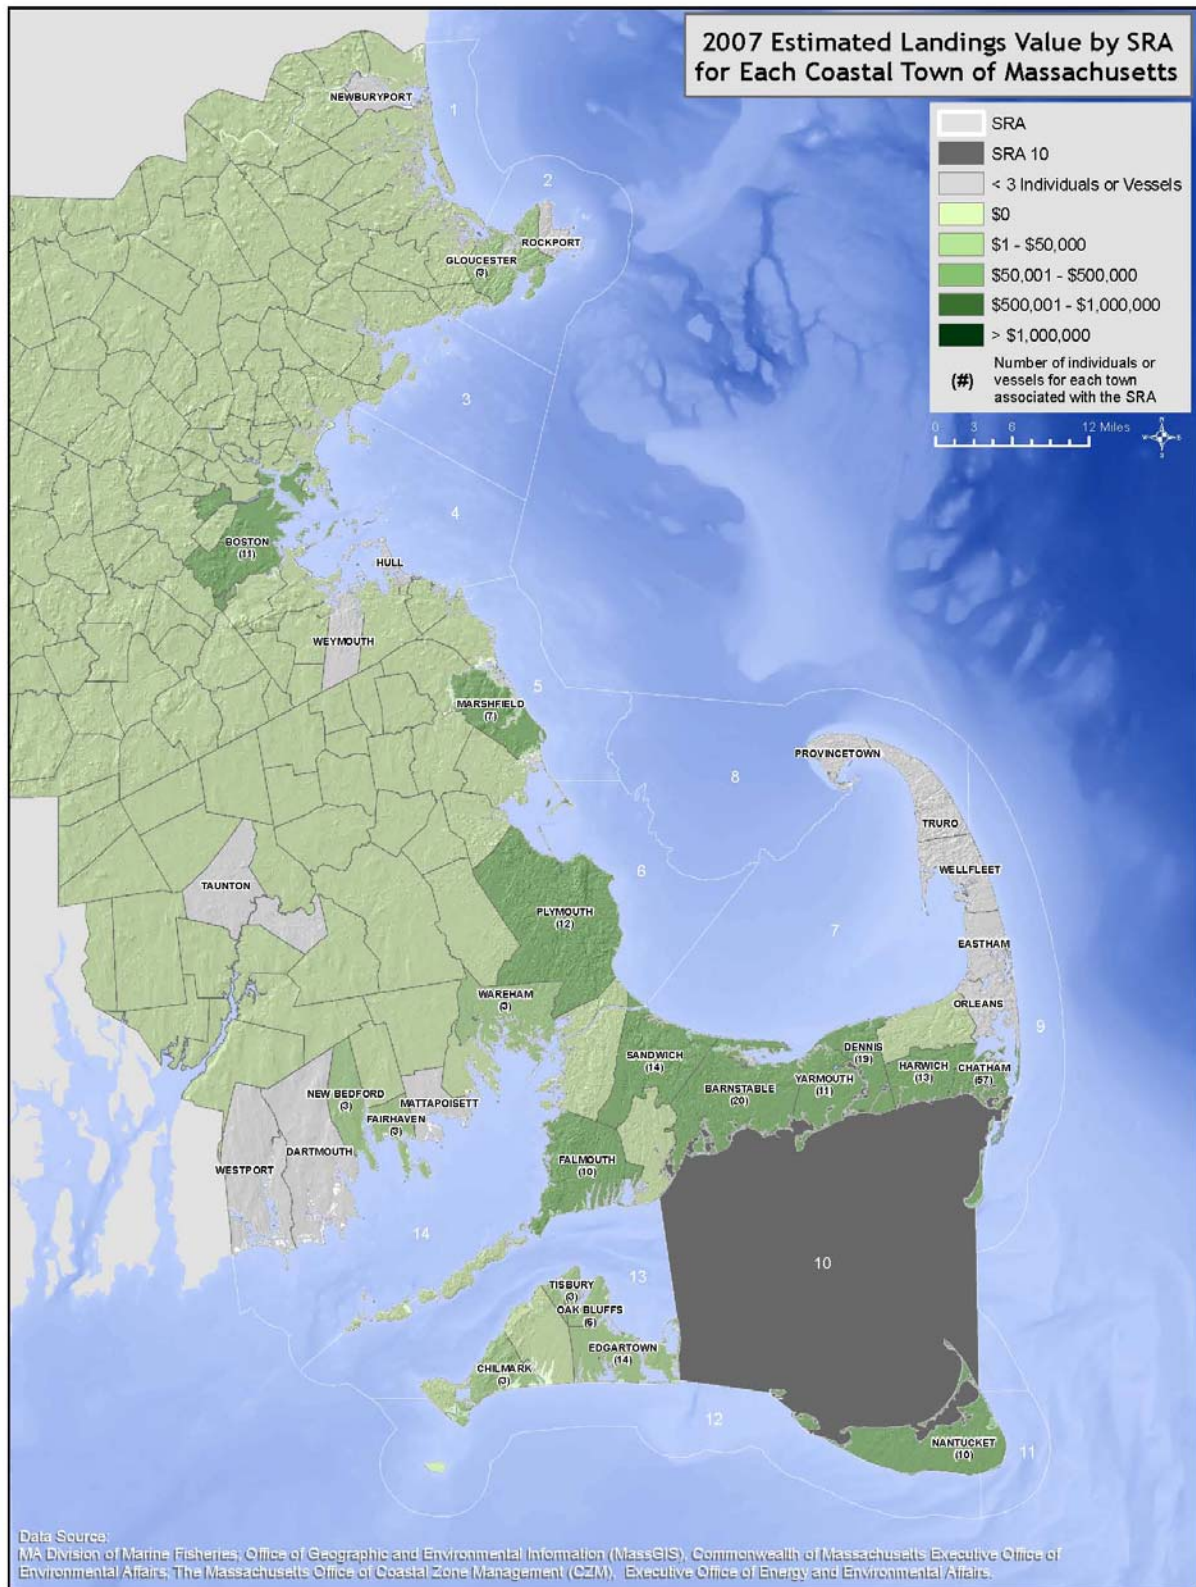 2007 Estimated Landings Value by SRA
for Each Coastal Town of Massachusetts
SRA
SRA 10
< 3 Individuals or Vessels
$0
$1 - $50,000
$50,001 - $500,000
$500,001 - $1,000,000
> $1,000,000
(#)
Number of individuals or
vessels for each town
associated with the SRA
0 3 6 12 Miles
N
W
E
S
NEWBURYPORT
1
2
ROCKPORT
GLOUCESTER
(3)
3
4
BOSTON
(11)
HULL
WEYMOUTH
5
MARSHFIELD
(7)
PROVINCETOWN
8
TRURO
WELLFLEET
6
TAUNTON
PLYMOUTH
(12)
7
EASTHAM
WAREHAM
(3)
ORLEANS
9
SANDWICH
(14)
DENNIS
(19)
BARNSTABLE
(20)
YARMOUTH
(11)
HARWICH
(13)
CHATHAM
(57)
NEW BEDFORD
(3)
MATTAPOISETT
FAIRHAVEN
(3)
DARTMOUTH
WESTPORT
FALMOUTH
(10)
14
10
13
TISBURY
(3)
OAK BLUFFS
EDGARTOWN
(14)
CHILMARK
(3)
12
NANTUCKET
(10)
11
Data Source:
MA Division of Marine Fisheries, Office of Geographic and Environmental Information (MassGIS), Commonwealth of Massachusetts Executive Office of
Environmental Affairs, The Massachusetts Office of Coastal Zone Management (CZM), Executive Office of Energy and Environmental Affairs.